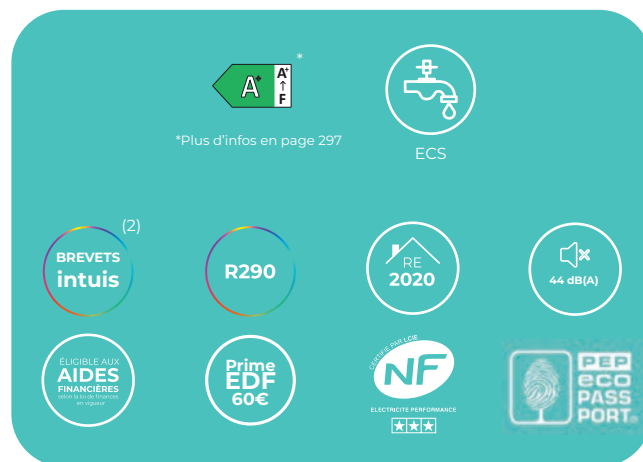 A+
A+
↑
F
*
*Plus d'infos en page 297
ECS
(2)
BREVETS
intuis
R290
RE
2020
44 dB(A)
ÉLIGIBLE AUX
AIDES
FINANCIÈRES
selon la loi de finances
en vigueur
Prime
EDF
60€
CERTIFIÉ PAR LCIE
NF
ELECTRICITE PERFORMANCE
PEP
eco
PASS
PORT®